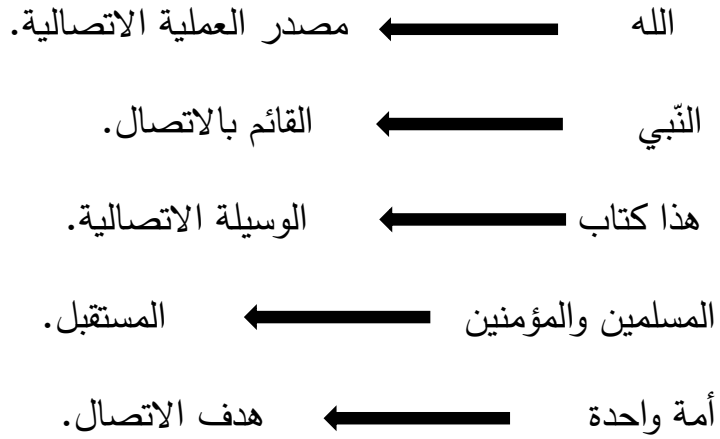 الله ← مصدر العملية الاتصالية.
النّبي ← القائم بالاتصال.
هذا كتاب ← الوسيلة الاتصالية.
المسلمين والمؤمنين ← المستقبل.
أمة واحدة ← هدف الاتصال.